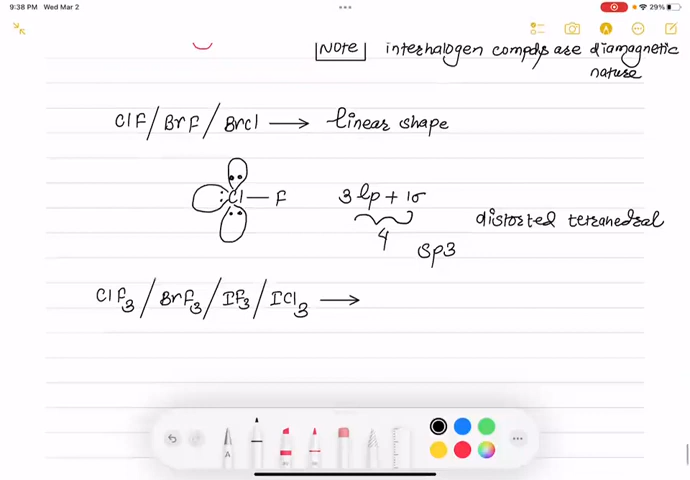 9:38 PM Wed Mar 2
29%
Note interhalogen compds are diamagnetic
nature
ClF / BrF / BrCl → linear shape
:Cl — F
3 lp + 1σ
4
sp3
distorted tetrahedral
ClF3 / BrF3 / IF3 / ICl3 →
A